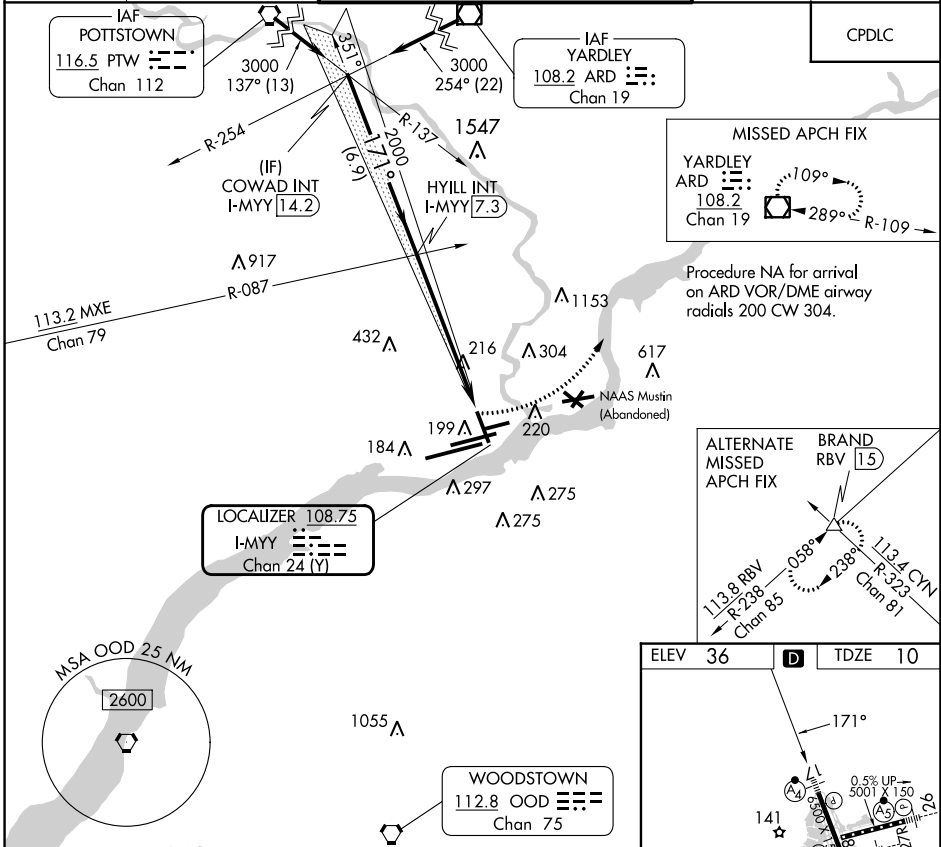 IAF
POTTSTOWN
116.5 PTW
Chan 112
3000
137° (13)
351°
3000
254° (22)
IAF
YARDLEY
108.2 ARD
Chan 19
CPDLC
R-254
R-137
1547
2000
171°
(6.9)
(IF)
COWAD INT
I-MYY 14.2
HYILL INT
I-MYY 7.3
MISSED APCH FIX
YARDLEY
ARD
108.2
Chan 19
109°
289°
R-109
917
R-087
113.2 MXE
Chan 79
Procedure NA for arrival
on ARD VOR/DME airway
radials 200 CW 304.
1153
432
216
304
617
NAAS Mustin
(Abandoned)
199
220
184
297
275
275
LOCALIZER 108.75
I-MYY
Chan 24 (Y)
ALTERNATE
MISSED
APCH FIX
BRAND
RBV 15
058°
238°
113.8 RBV
R-238
Chan 85
113.4 CYN
R-323
Chan 81
MSA OOD 25 NM
2600
1055
WOODSTOWN
112.8 OOD
Chan 75
ELEV 36
D
TDZE 10
171°
17
A4
P
0.5% UP
5001 X 150
A5
P
26
141
27R